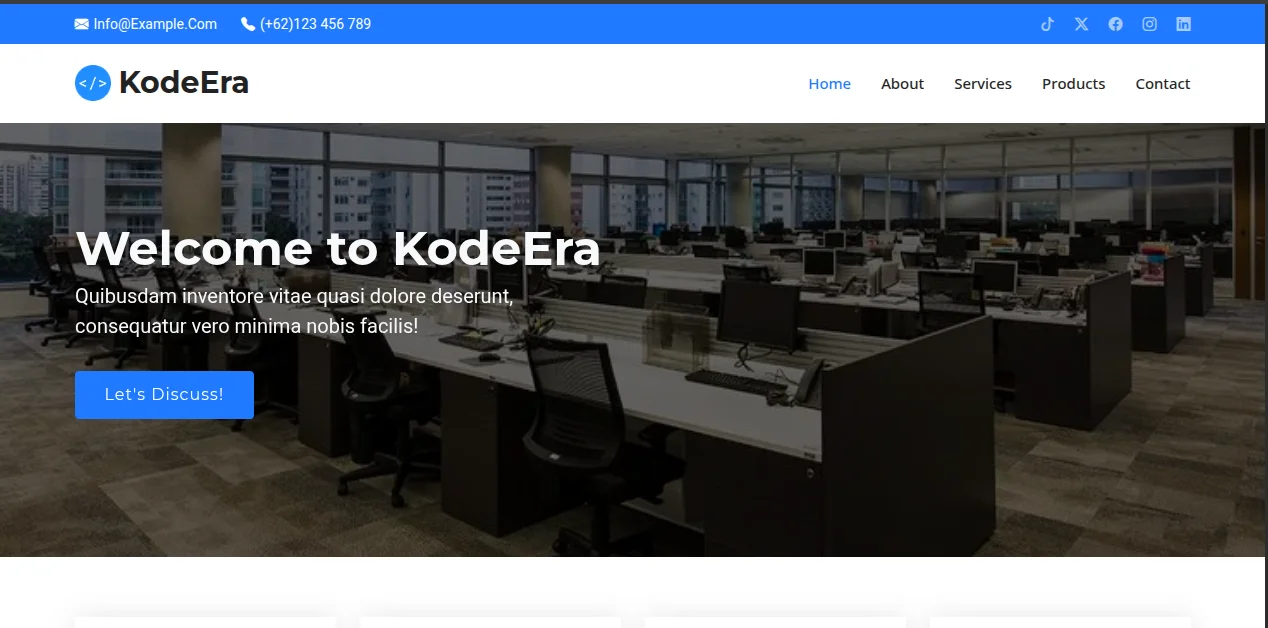 Info@Example.Com (+62)123 456 789
</> KodeEra
Home About Services Products Contact
Welcome to KodeEra
Quibusdam inventore vitae quasi dolore deserunt,
consequatur vero minima nobis facilis!
Let's Discuss!